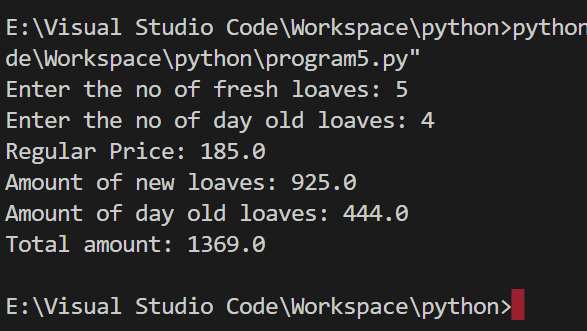 E:\Visual Studio Code\Workspace\python>python
de\Workspace\python\program5.py"
Enter the no of fresh loaves: 5
Enter the no of day old loaves: 4
Regular Price: 185.0
Amount of new loaves: 925.0
Amount of day old loaves: 444.0
Total amount: 1369.0
E:\Visual Studio Code\Workspace\python>